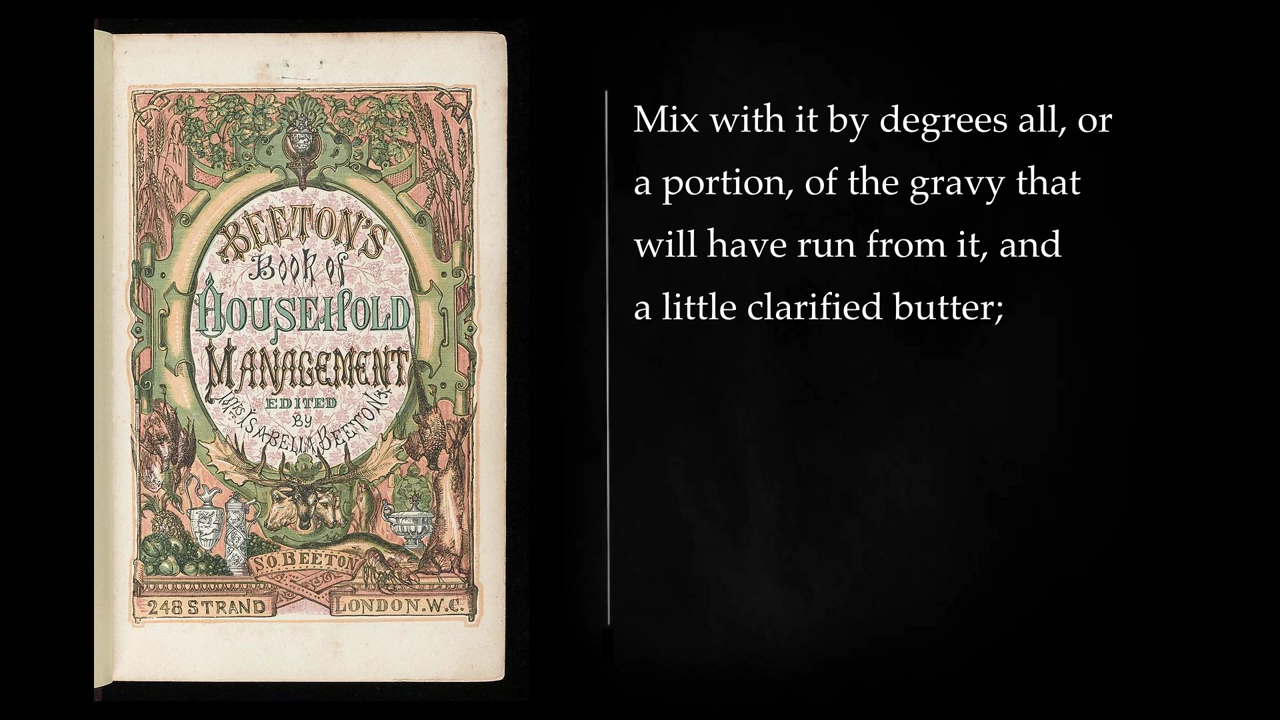 BEETON'S
Book of
HOUSEHOLD
MANAGEMENT
EDITED
BY
MRS ISABELLA BEETON
S.O. BEETON
248 STRAND
LONDON. W.C.
Mix with it by degrees all, or
a portion, of the gravy that
will have run from it, and
a little clarified butter;